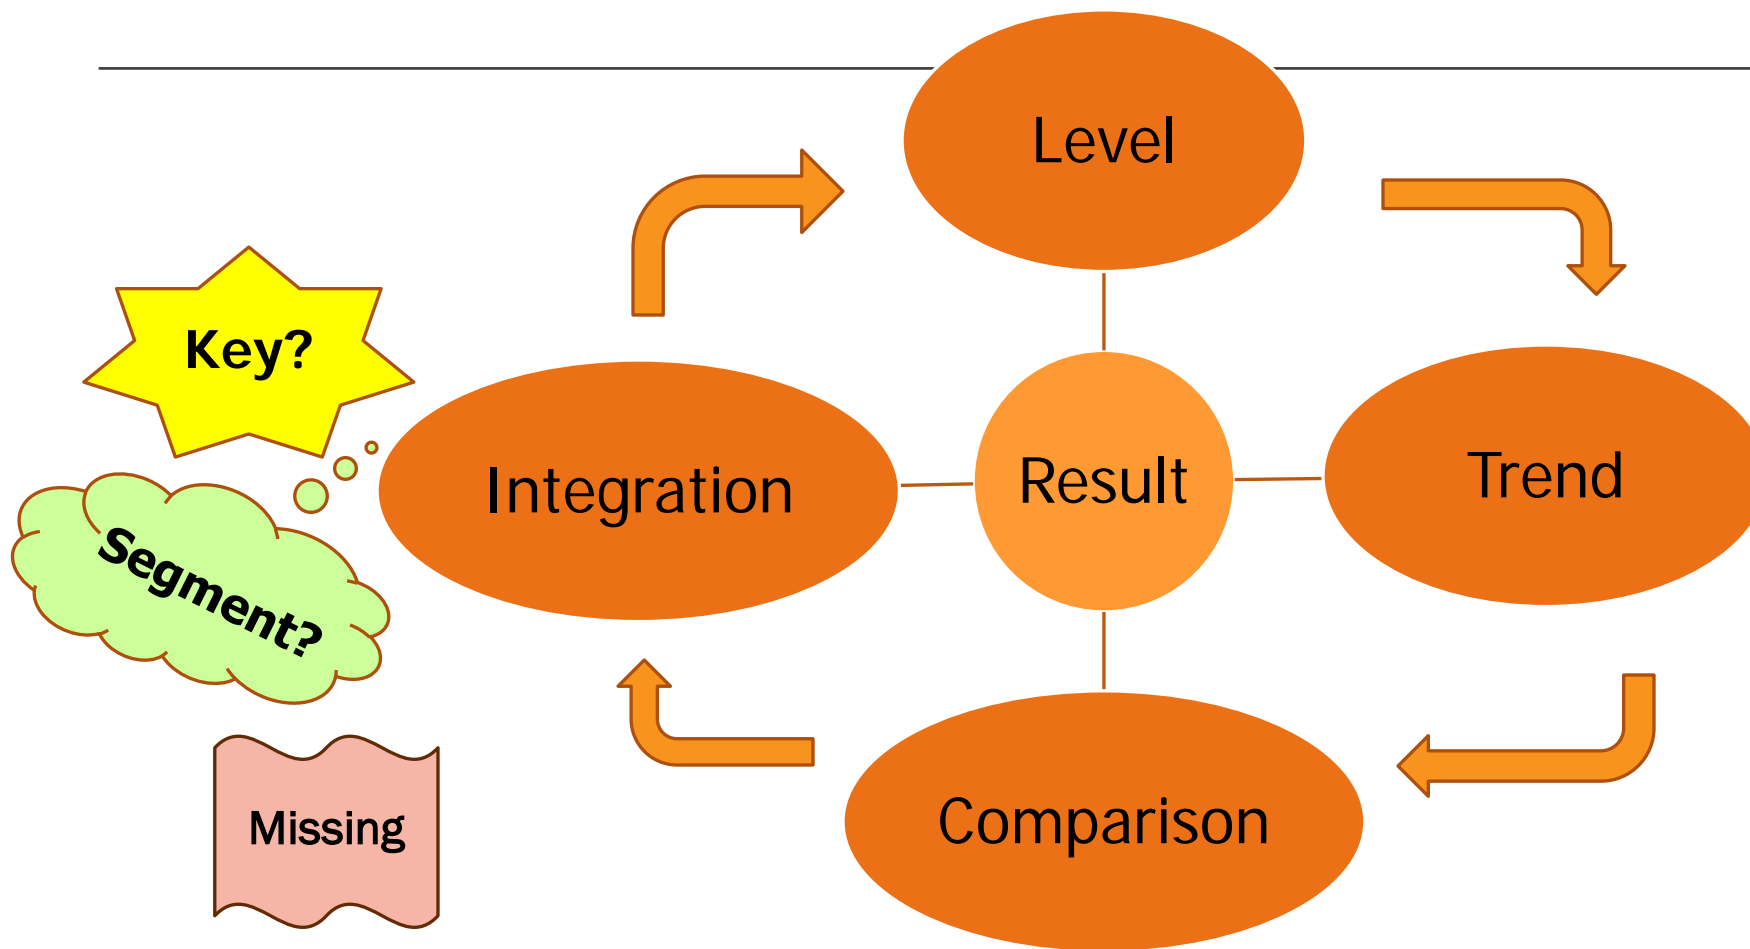 Level
Key?
Integration
Result
Trend
Segment?
Missing
Comparison